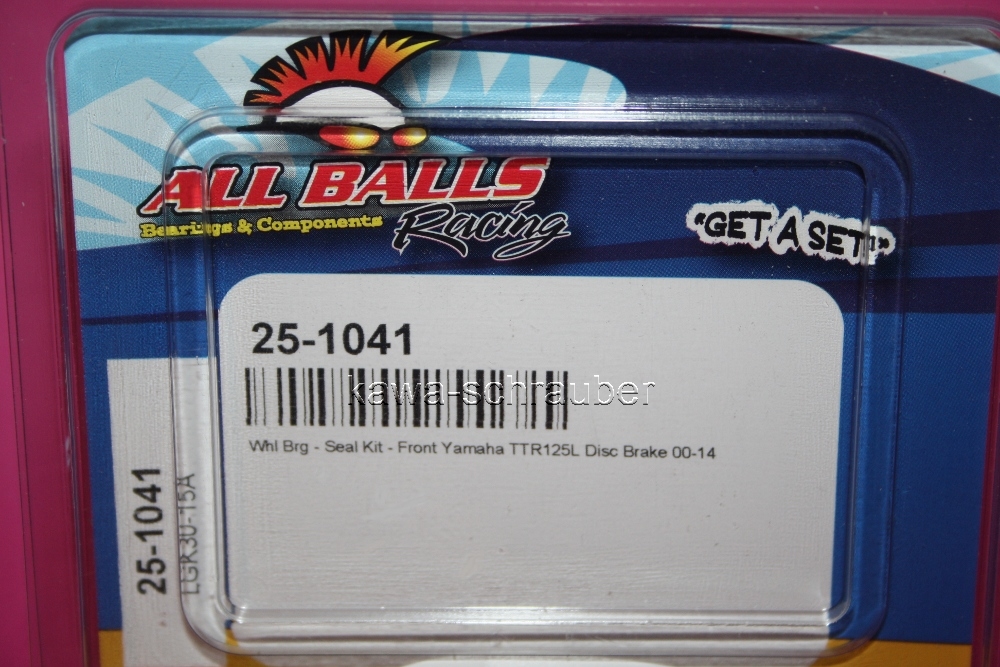 ALL BALLS
Bearings & Components
Racing
"GET A SET!"
25-1041
kawa-schrauber
Whl Brg - Seal Kit - Front Yamaha TTR125L Disc Brake 00-14
25-1041
LGK30-15A